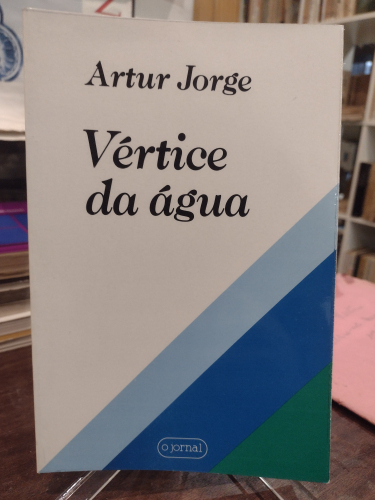 Artur Jorge
Vértice
da água
o jornal